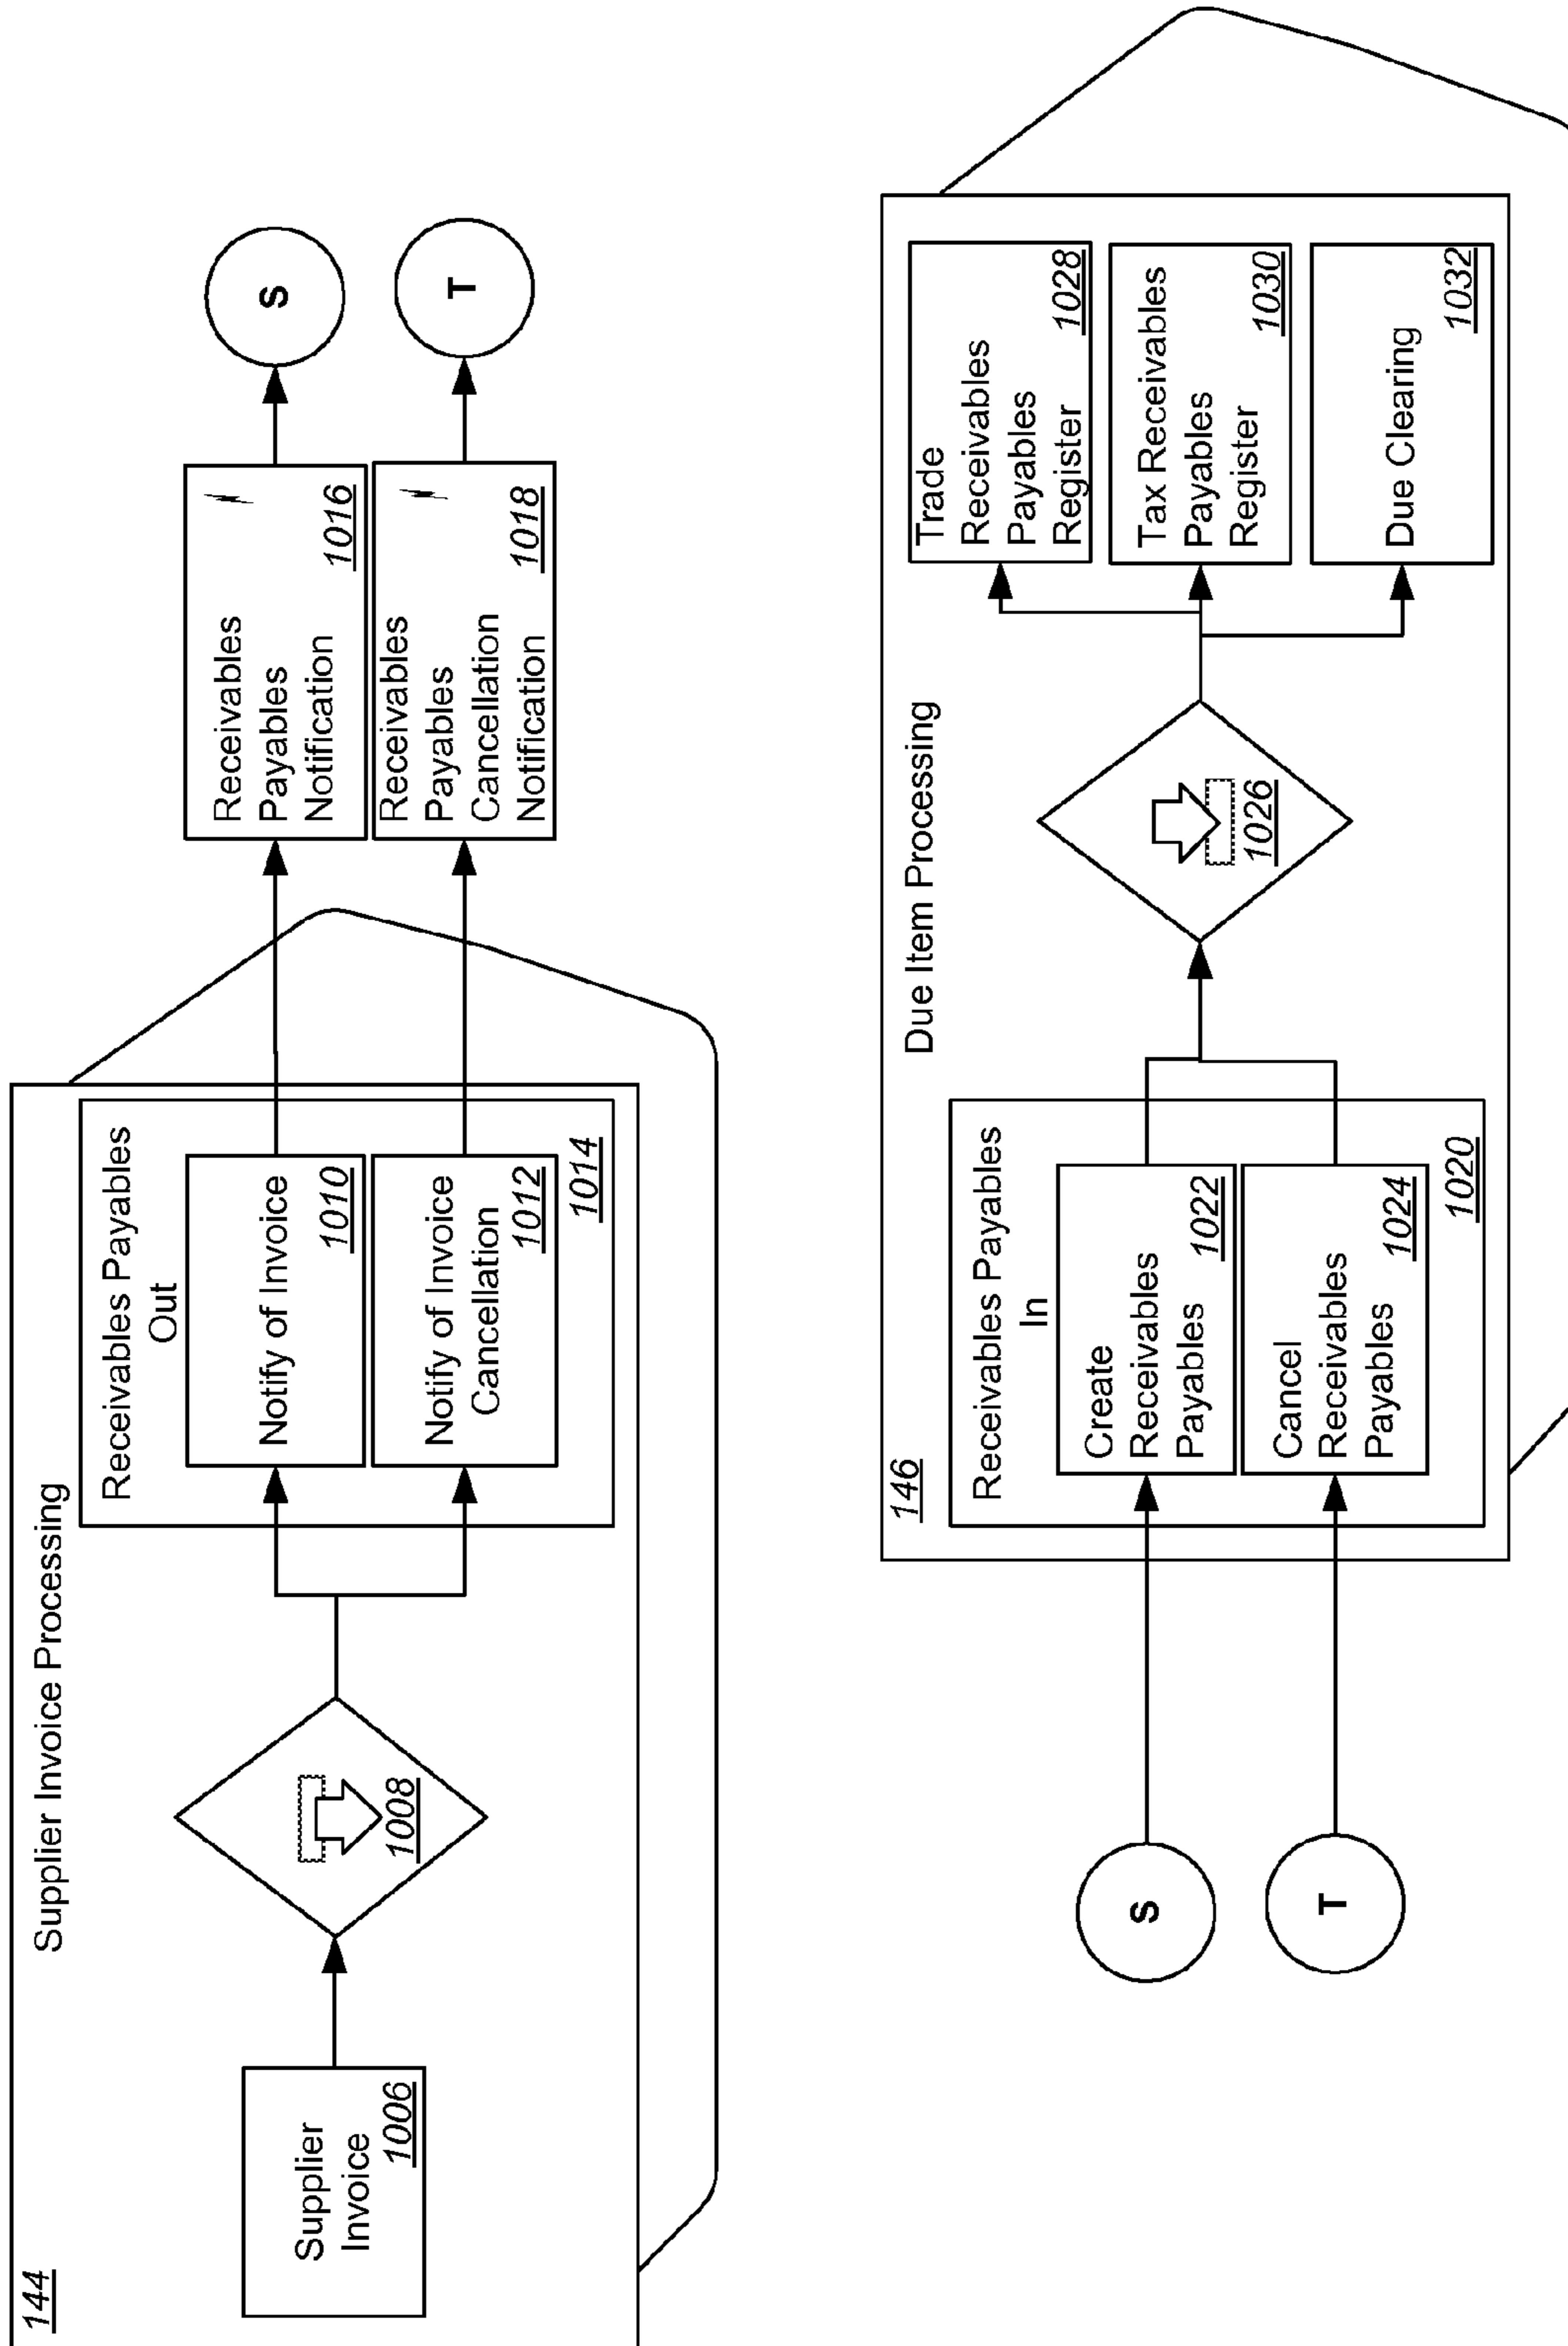 144
Supplier Invoice Processing
Supplier
Invoice
1006
1008
Receivables Payables
Out
Notify of Invoice
1010
Notify of Invoice
Cancellation
1012
1014
Receivables
Payables
Notification
1016
Receivables
Payables
Cancellation
Notification
1018
S
T
S
T
146
Due Item Processing
Receivables Payables
In
Create
Receivables
Payables
1022
Cancel
Receivables
Payables
1024
1020
1026
Trade
Receivables
Payables
Register
1028
Tax Receivables
Payables
Register
1030
Due Clearing
1032